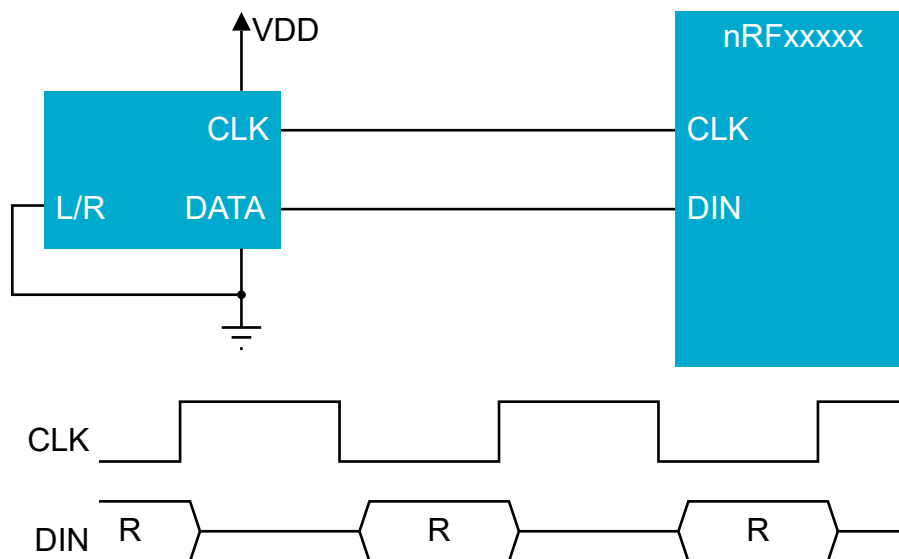 VDD
nRFxxxxx
CLK
CLK
L/R
DATA
DIN
CLK
DIN
R
R
R